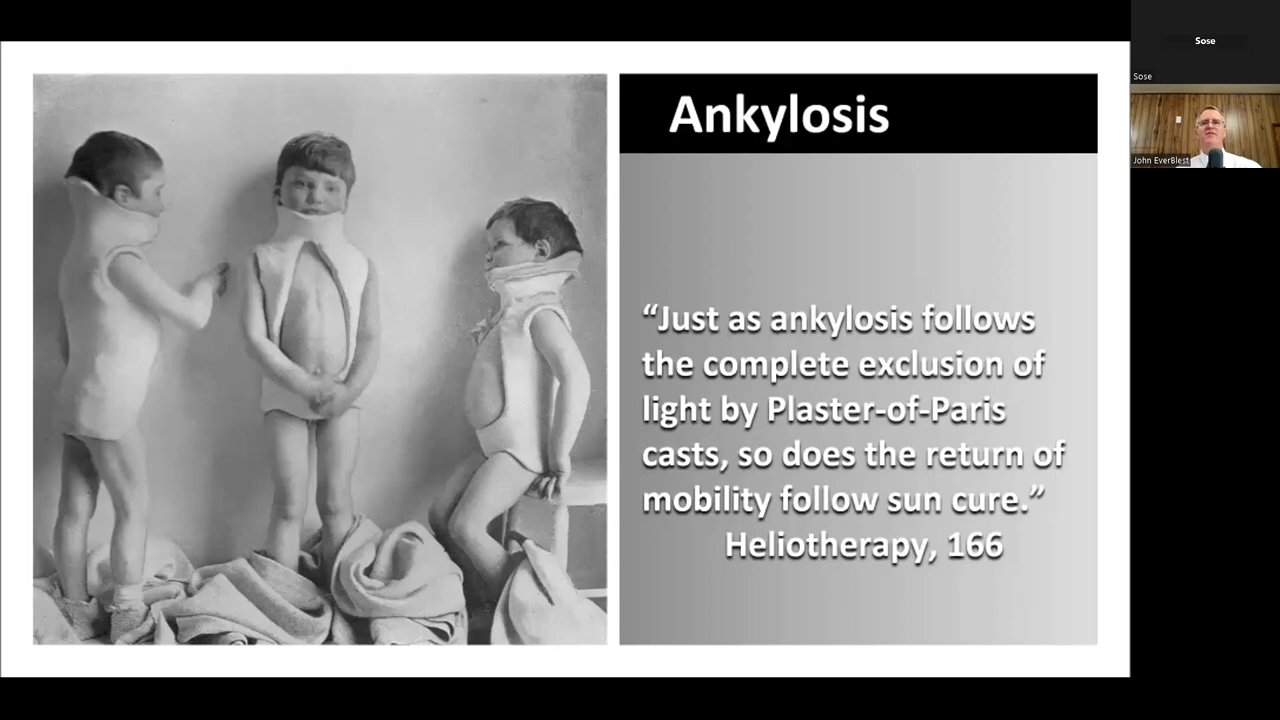 Ankylosis
“Just as ankylosis follows
the complete exclusion of
light by Plaster-of-Paris
casts, so does the return of
mobility follow sun cure.”
Heliotherapy, 166
Sose
Sose
John EverBlest